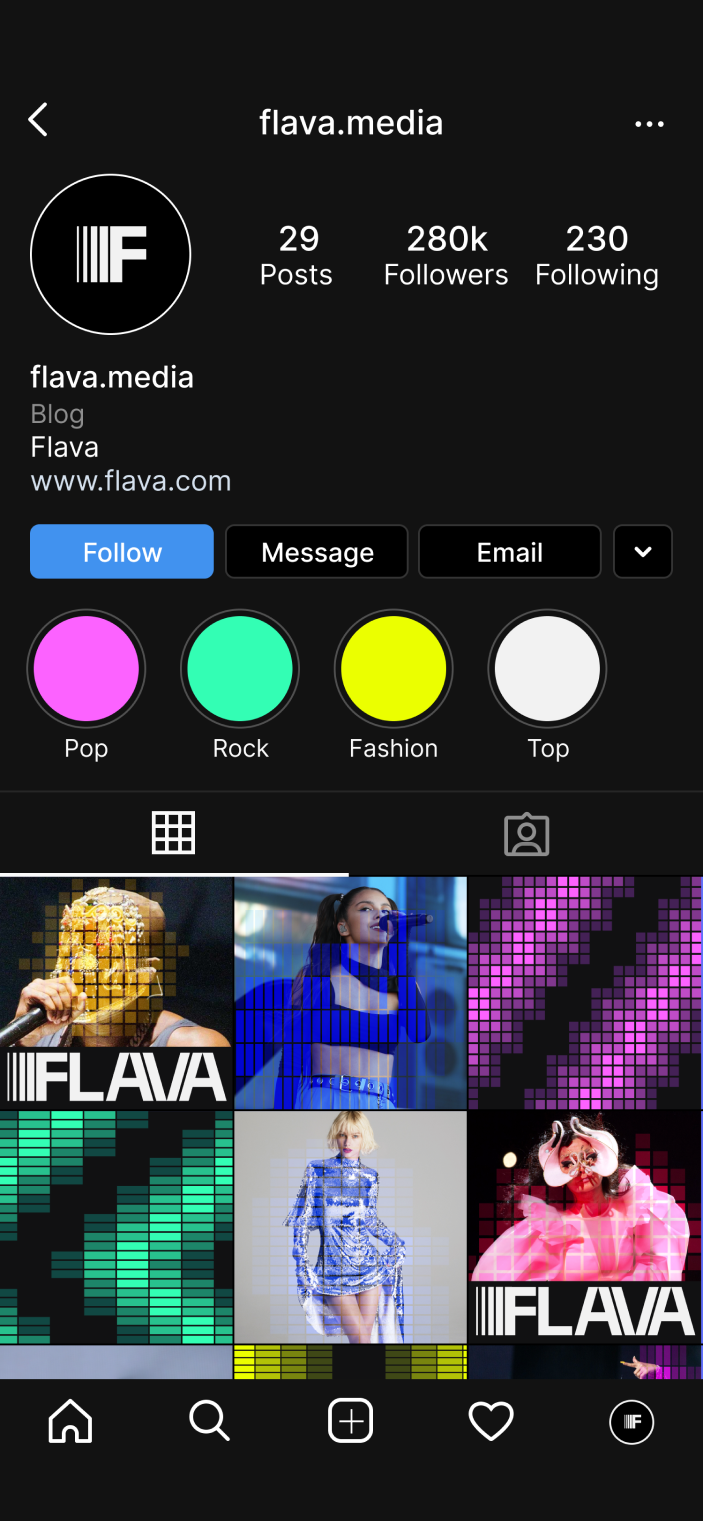 flava.media
29 280k 230
Posts Followers Following
flava.media
Blog
Flava
www.flava.com
Follow Message Email
Pop Rock Fashion Top
FLAVA
FLAVA